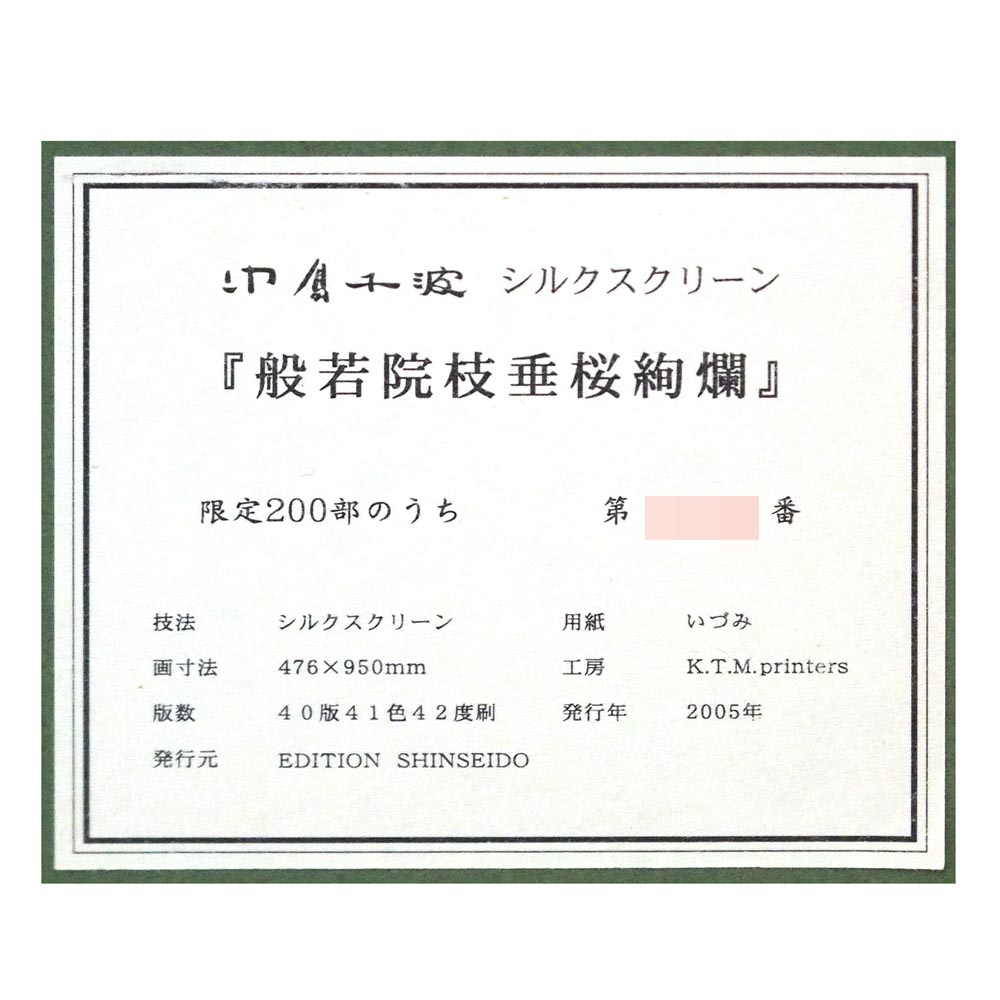 中島千波 シルクスクリーン
『般若院枝垂桜絢爛』
限定200部のうち 第 番
技法 シルクスクリーン 用紙 いづみ
画寸法 476×950mm 工房 K.T.M.printers
版数 40版41色42度刷 発行年 2005年
発行元 EDITION SHINSEIDO